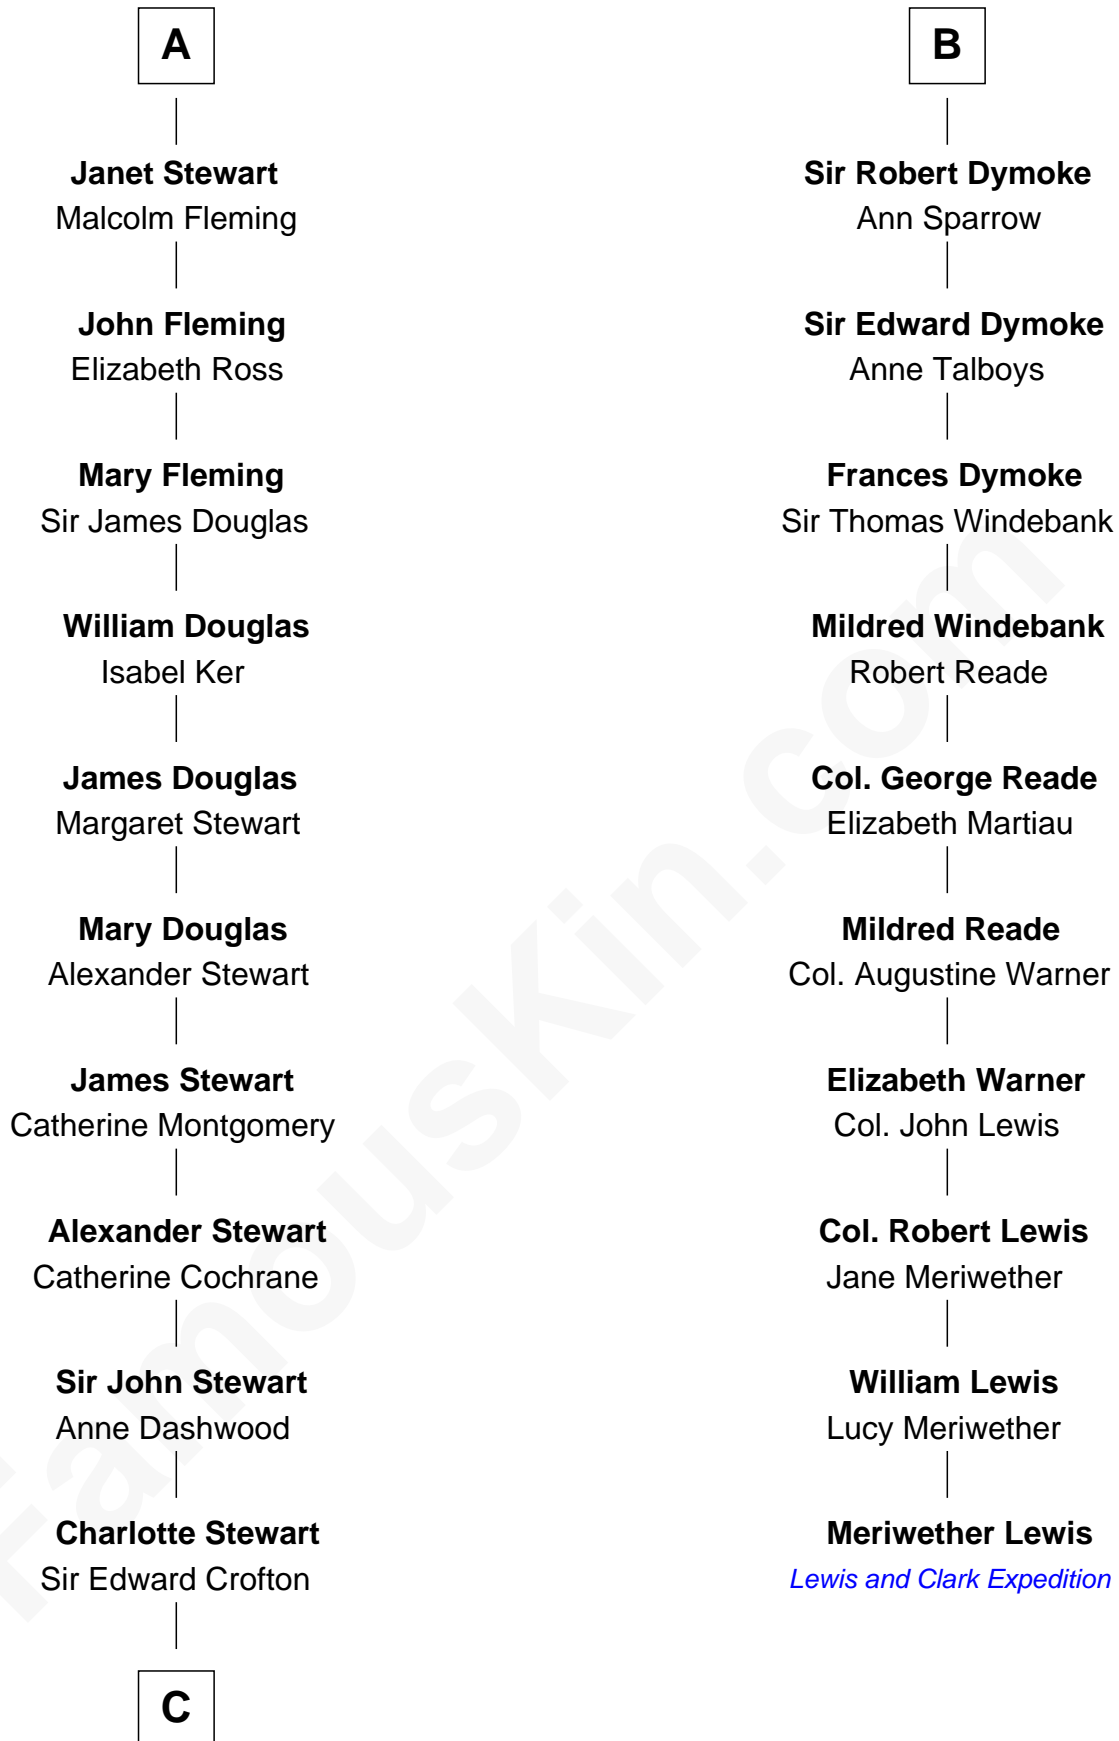 A
Janet Stewart
Malcolm Fleming
John Fleming
Elizabeth Ross
Mary Fleming
Sir James Douglas
William Douglas
Isabel Ker
James Douglas
Margaret Stewart
Mary Douglas
Alexander Stewart
James Stewart
Catherine Montgomery
Alexander Stewart
Catherine Cochrane
Sir John Stewart
Anne Dashwood
Charlotte Stewart
Sir Edward Crofton
C
B
Sir Robert Dymoke
Ann Sparrow
Sir Edward Dymoke
Anne Talboys
Frances Dymoke
Sir Thomas Windebank
Mildred Windebank
Robert Reade
Col. George Reade
Elizabeth Martiau
Mildred Reade
Col. Augustine Warner
Elizabeth Warner
Col. John Lewis
Col. Robert Lewis
Jane Meriwether
William Lewis
Lucy Meriwether
Meriwether Lewis
Lewis and Clark Expedition
FamousKin.com